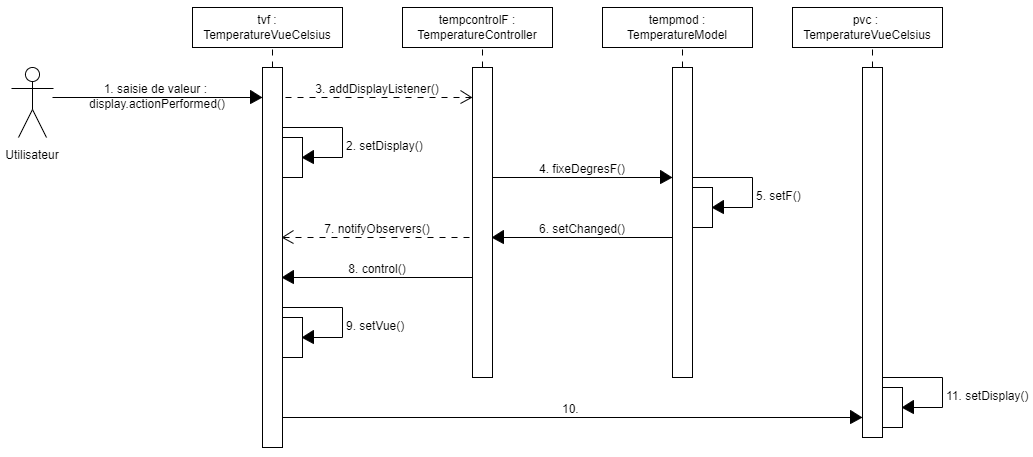 tvf :
TemperatureVueCelsius
tempcontrolF :
TemperatureController
tempmod :
TemperatureModel
pvc :
TemperatureVueCelsius
Utilisateur
1. saisie de valeur :
display.actionPerformed()
3. addDisplayListener()
2. setDisplay()
4. fixeDegresF()
5. setF()
7. notifyObservers()
6. setChanged()
8. control()
9. setVue()
11. setDisplay()
10.